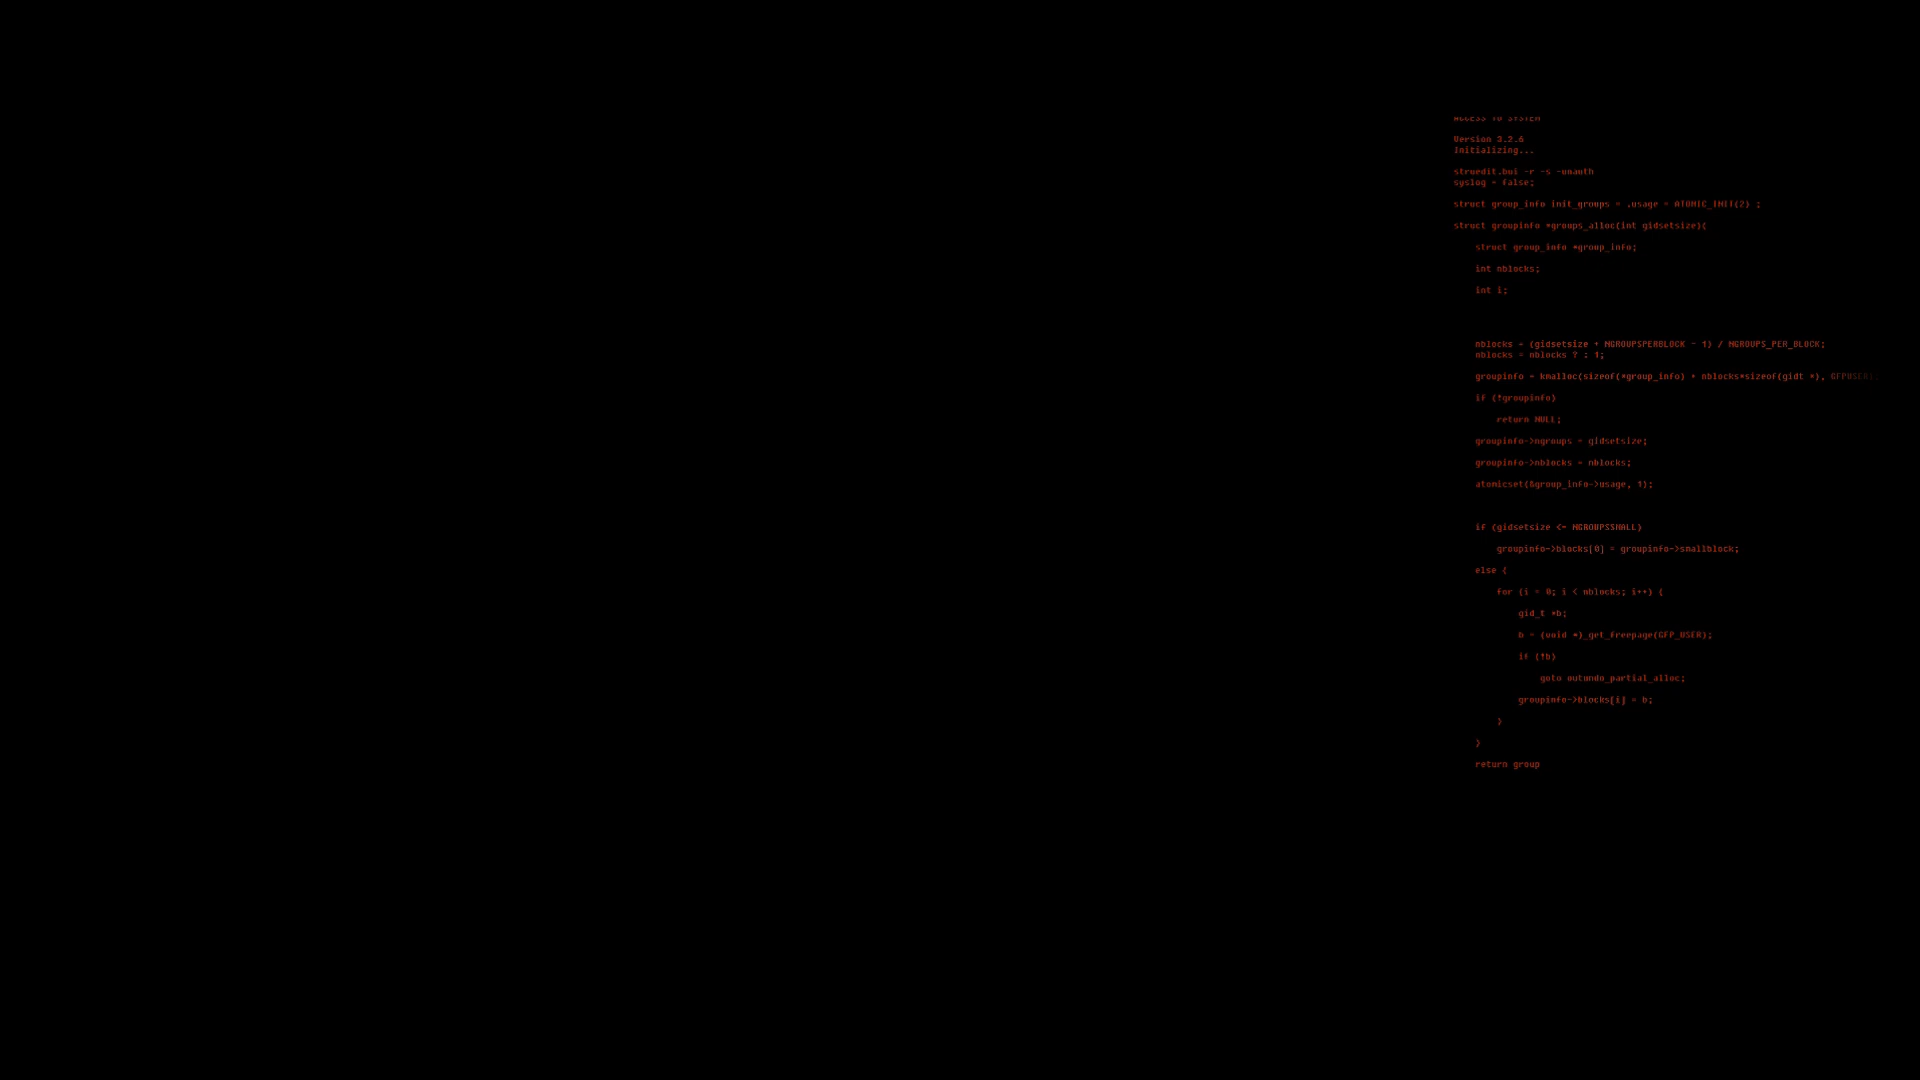 ACCESS TO SYSTEM
Version 3.2.6
Initializing...
struedit.bui -r -s -unauth
syslog = false;
struct group_info init_groups = .usage = ATOMIC_INIT(2) ;
struct groupinfo *groups_alloc(int gidsetsize){
struct group_info *group_info;
int nblocks;
int i;
nblocks = (gidsetsize + NGROUPSPERBLOCK - 1) / NGROUPS_PER_BLOCK;
nblocks = nblocks ? : 1;
groupinfo = kmalloc(sizeof(*group_info) + nblocks*sizeof(gidt *), GFPUSER);
if (!groupinfo)
return NULL;
groupinfo->ngroups = gidsetsize;
groupinfo->nblocks = nblocks;
atomicset(&group_info->usage, 1);
if (gidsetsize <= NGROUPSSMALL)
groupinfo->blocks[0] = groupinfo->smallblock;
else {
for (i = 0; i < nblocks; i++) {
gid_t *b;
b = (void *)_get_freepage(GFP_USER);
if (!b)
goto outundo_partial_alloc;
groupinfo->blocks[i] = b;
}
}
return group